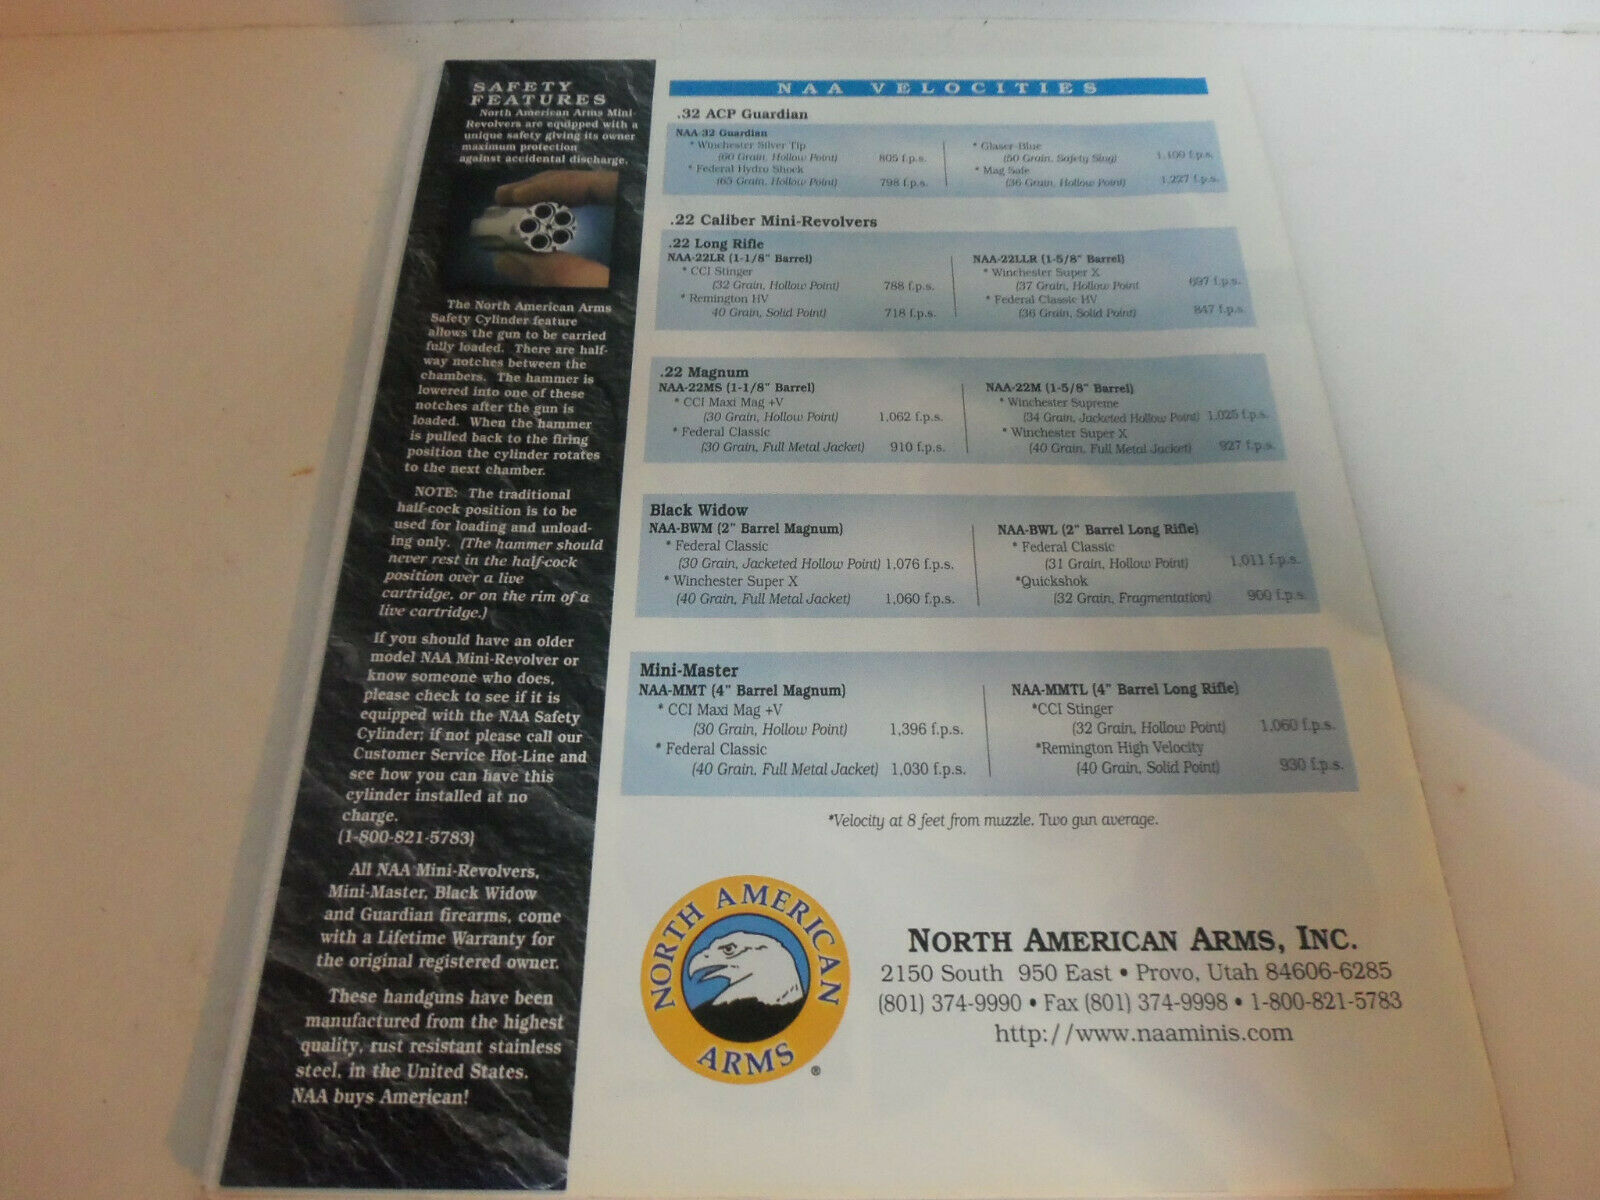 SAFETY
FEATURES
North American Arms Mini-
Revolvers are equipped with a
unique safety giving its owner
maximum protection
against accidental discharge.
The North American Arms
Safety Cylinder feature
allows the gun to be carried
fully loaded. There are half-
way notches between the
chambers. The hammer is
lowered into one of these
notches after the gun is
loaded. When the hammer
is pulled back to the firing
position the cylinder rotates
to the next chamber.
NOTE: The traditional
half-cock position is to be
used for loading and unload-
ing only. (The hammer should
never rest in the half-cock
position over a live
cartridge, or on the rim of a
live cartridge.)
If you should have an older
model NAA Mini-Revolver or
know someone who does,
please check to see if it is
equipped with the NAA Safety
Cylinder; if not please call our
Customer Service Hot-Line and
see how you can have this
cylinder installed at no
charge.
(1-800-821-5783)
All NAA Mini-Revolvers,
Mini-Master, Black Widow
and Guardian firearms, come
with a Lifetime Warranty for
the original registered owner.
These handguns have been
manufactured from the highest
quality, rust resistant stainless
steel, in the United States.
NAA buys American!
NAA VELOCITIES
.32 ACP Guardian
NAA-32 Guardian
* Winchester Silver Tip
(60 Grain, Hollow Point) 805 f.p.s.
* Federal Hydro Shock
(65 Grain, Hollow Point) 798 f.p.s.
* Glaser Blue
(50 Grain, Safety Slug) 1,109 f.p.s.
* Mag Safe
(36 Grain, Hollow Point) 1,227 f.p.s.
.22 Caliber Mini-Revolvers
.22 Long Rifle
NAA-22LR (1-1/8" Barrel)
* CCI Stinger
(32 Grain, Hollow Point) 788 f.p.s.
* Remington HV
40 Grain, Solid Point) 718 f.p.s.
NAA-22LLR (1-5/8" Barrel)
* Winchester Super X
(37 Grain, Hollow Point 697 f.p.s.
* Federal Classic HV
(36 Grain, Solid Point) 847 f.p.s.
.22 Magnum
NAA-22MS (1-1/8" Barrel)
* CCI Maxi Mag +V
(30 Grain, Hollow Point) 1,062 f.p.s.
* Federal Classic
(30 Grain, Full Metal Jacket) 910 f.p.s.
NAA-22M (1-5/8" Barrel)
* Winchester Supreme
(34 Grain, Jacketed Hollow Point) 1,025 f.p.s.
* Winchester Super X
(40 Grain, Full Metal Jacket) 927 f.p.s.
Black Widow
NAA-BWM (2" Barrel Magnum)
* Federal Classic
(30 Grain, Jacketed Hollow Point) 1,076 f.p.s.
* Winchester Super X
(40 Grain, Full Metal Jacket) 1,060 f.p.s.
NAA-BWL (2" Barrel Long Rifle)
* Federal Classic
(31 Grain, Hollow Point) 1,011 f.p.s.
*Quickshok
(32 Grain, Fragmentation) 900 f.p.s.
Mini-Master
NAA-MMT (4" Barrel Magnum)
* CCI Maxi Mag +V
(30 Grain, Hollow Point) 1,396 f.p.s.
* Federal Classic
(40 Grain, Full Metal Jacket) 1,030 f.p.s.
NAA-MMTL (4" Barrel Long Rifle)
*CCI Stinger
(32 Grain, Hollow Point) 1,060 f.p.s.
*Remington High Velocity
(40 Grain, Solid Point) 930 f.p.s.
*Velocity at 8 feet from muzzle. Two gun average.
NORTH AMERICAN
ARMS
®
NORTH AMERICAN ARMS, INC.
2150 South 950 East • Provo, Utah 84606-6285
(801) 374-9990 • Fax (801) 374-9998 • 1-800-821-5783
http://www.naaminis.com